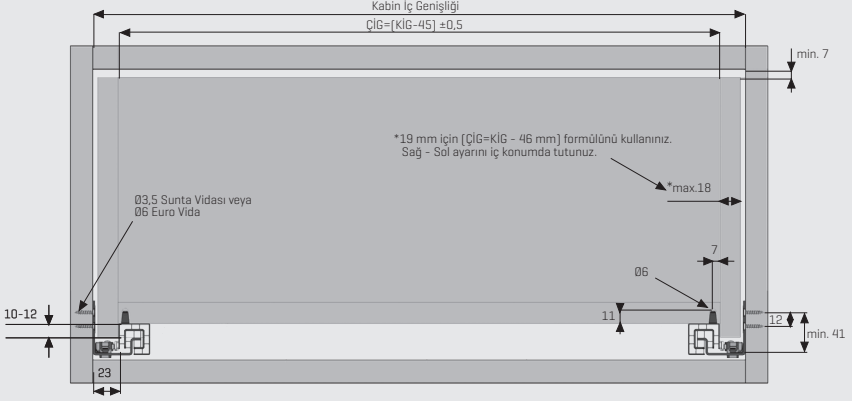 Kabin İç Genişliği
ÇİG=[KİG-45] ±0,5
min. 7
*19 mm için [ÇİG=KİG - 46 mm] formülünü kullanınız.
Sağ - Sol ayarını iç konumda tutunuz.
*max.18
Ø3,5 Sunta Vidası veya
Ø6 Euro Vida
7
Ø6
10-12
11
12
min. 41
23